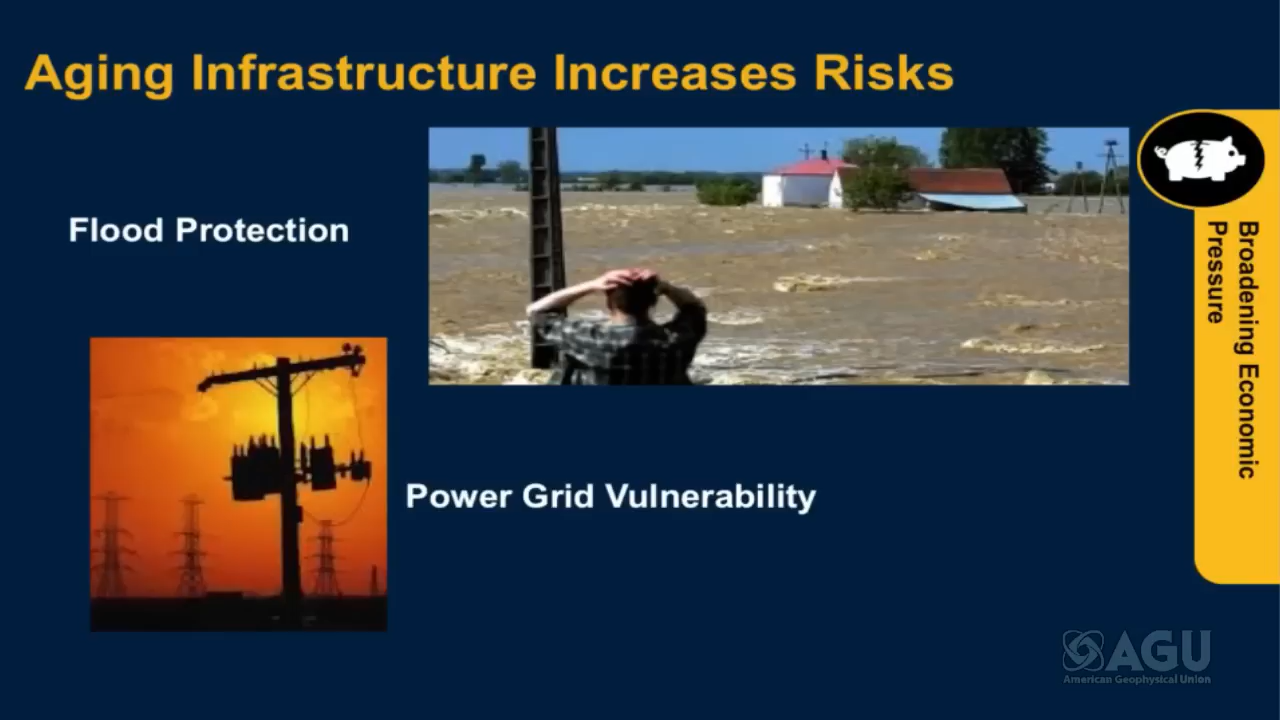 Aging Infrastructure Increases Risks
Flood Protection
Power Grid Vulnerability
Broadening Economic
Pressure
AGU
American Geophysical Union